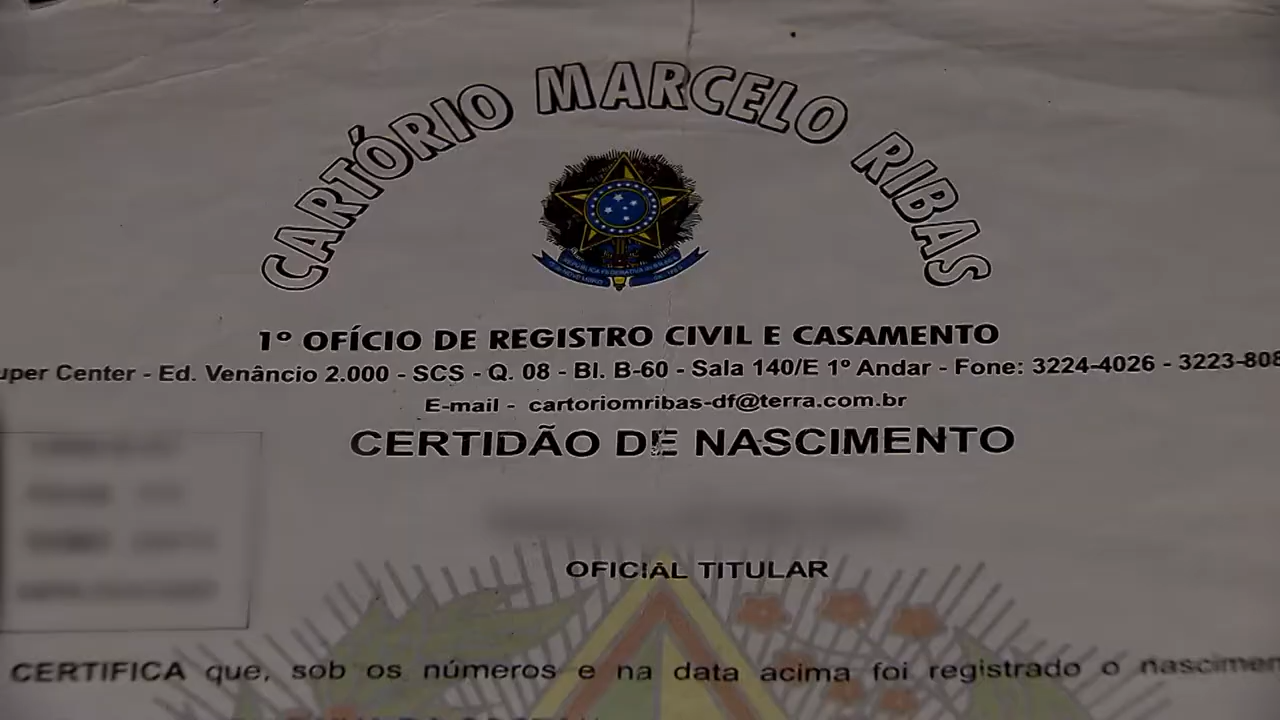 CARTÓRIO MARCELO RIBAS
1º OFÍCIO DE REGISTRO CIVIL E CASAMENTO
Center - Ed. Venâncio 2.000 - SCS - Q. 08 - Bl. B-60 - Sala 140/E 1º Andar - Fone: 3224-4026 - 3223-808
E-mail - cartoriomribas-df@terra.com.br
CERTIDÃO DE NASCIMENTO
OFICIAL TITULAR
CERTIFICA que, sob os números e na data acima foi registrado o nascimen